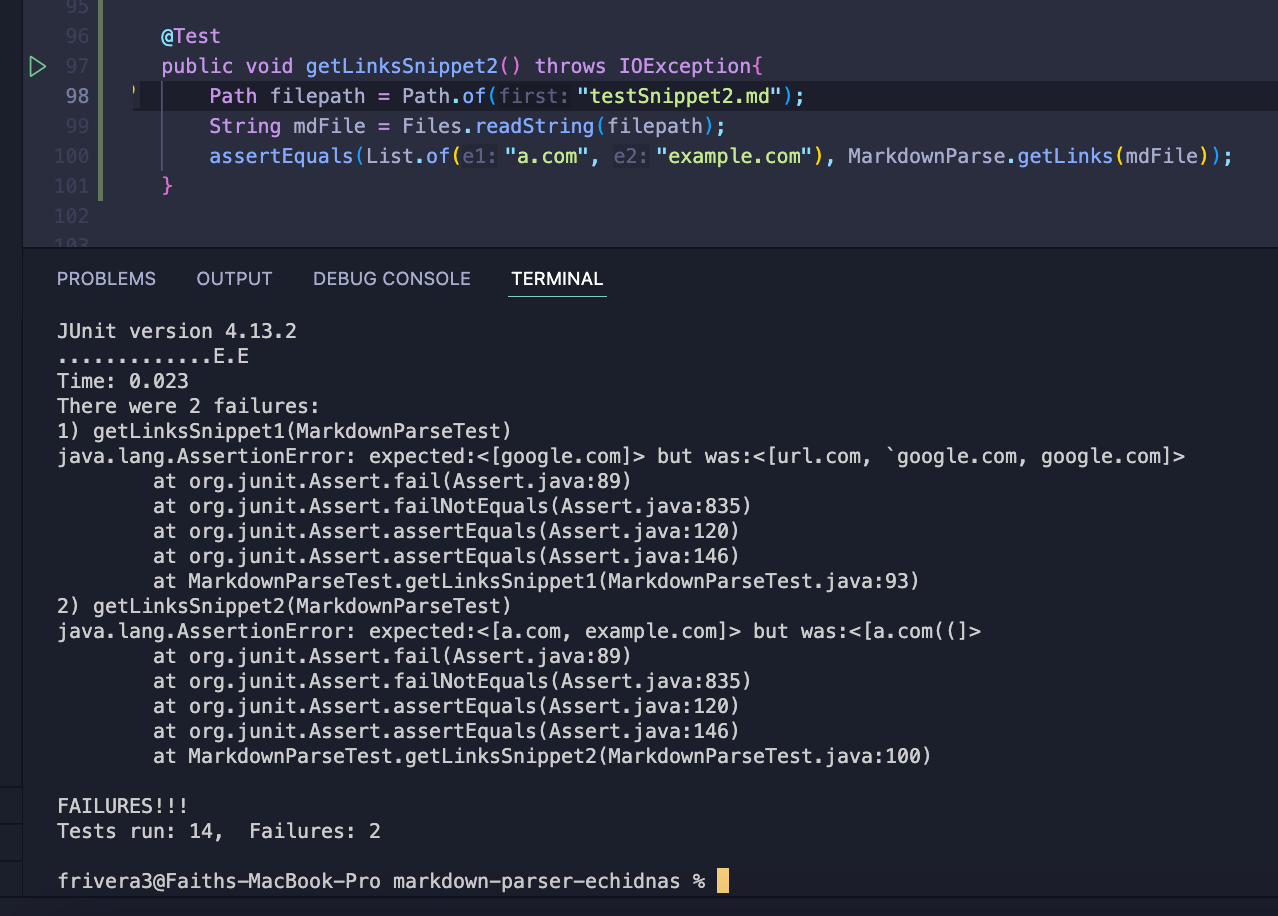 95
96 @Test
97 public void getLinksSnippet2() throws IOException{
98 Path filepath = Path.of(first: "testSnippet2.md");
99 String mdFile = Files.readString(filepath);
100 assertEquals(List.of(e1: "a.com", e2: "example.com"), MarkdownParse.getLinks(mdFile));
101 }
102
103
PROBLEMS OUTPUT DEBUG CONSOLE TERMINAL
JUnit version 4.13.2
.............E.E
Time: 0.023
There were 2 failures:
1) getLinksSnippet1(MarkdownParseTest)
java.lang.AssertionError: expected:<[google.com]> but was:<[url.com, `google.com, google.com]>
at org.junit.Assert.fail(Assert.java:89)
at org.junit.Assert.failNotEquals(Assert.java:835)
at org.junit.Assert.assertEquals(Assert.java:120)
at org.junit.Assert.assertEquals(Assert.java:146)
at MarkdownParseTest.getLinksSnippet1(MarkdownParseTest.java:93)
2) getLinksSnippet2(MarkdownParseTest)
java.lang.AssertionError: expected:<[a.com, example.com]> but was:<[a.com((]>
at org.junit.Assert.fail(Assert.java:89)
at org.junit.Assert.failNotEquals(Assert.java:835)
at org.junit.Assert.assertEquals(Assert.java:120)
at org.junit.Assert.assertEquals(Assert.java:146)
at MarkdownParseTest.getLinksSnippet2(MarkdownParseTest.java:100)
FAILURES!!!
Tests run: 14,  Failures: 2
frivera3@Faiths-MacBook-Pro markdown-parser-echidnas %